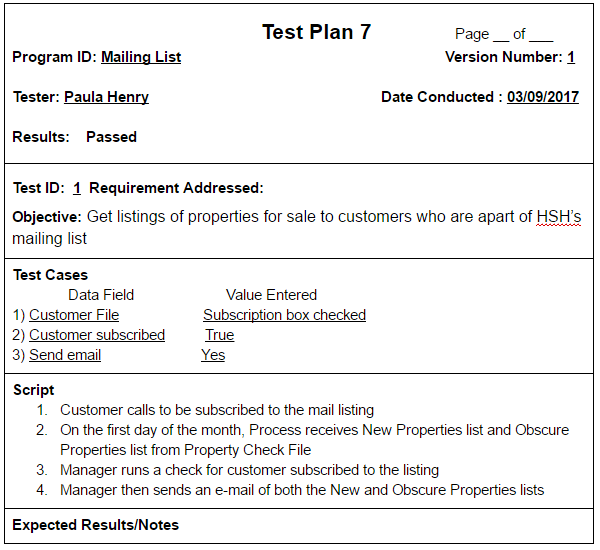 Test Plan 7
Page __ of ___
Program ID: Mailing List Version Number: 1
Tester: Paula Henry Date Conducted : 03/09/2017
Results: Passed
Test ID: 1 Requirement Addressed:
Objective: Get listings of properties for sale to customers who are apart of HSH's
mailing list
Test Cases
Data Field Value Entered
1) Customer File Subscription box checked
2) Customer subscribed True
3) Send email Yes
Script
1. Customer calls to be subscribed to the mail listing
2. On the first day of the month, Process receives New Properties list and Obscure
Properties list from Property Check File
3. Manager runs a check for customer subscribed to the listing
4. Manager then sends an e-mail of both the New and Obscure Properties lists
Expected Results/Notes